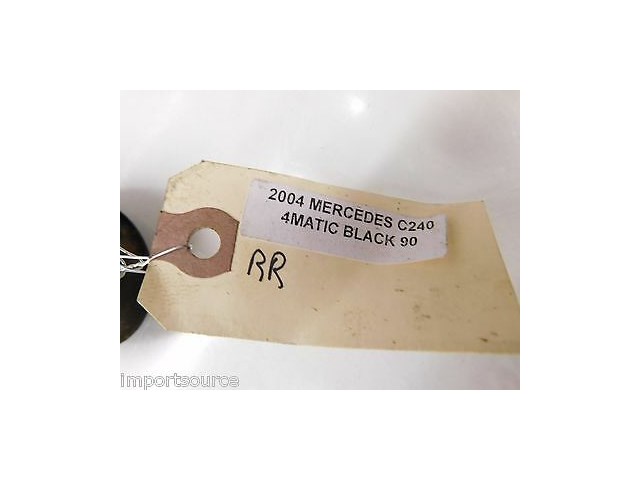 2004 MERCEDES C240
4MATIC BLACK 90
RR
importsource